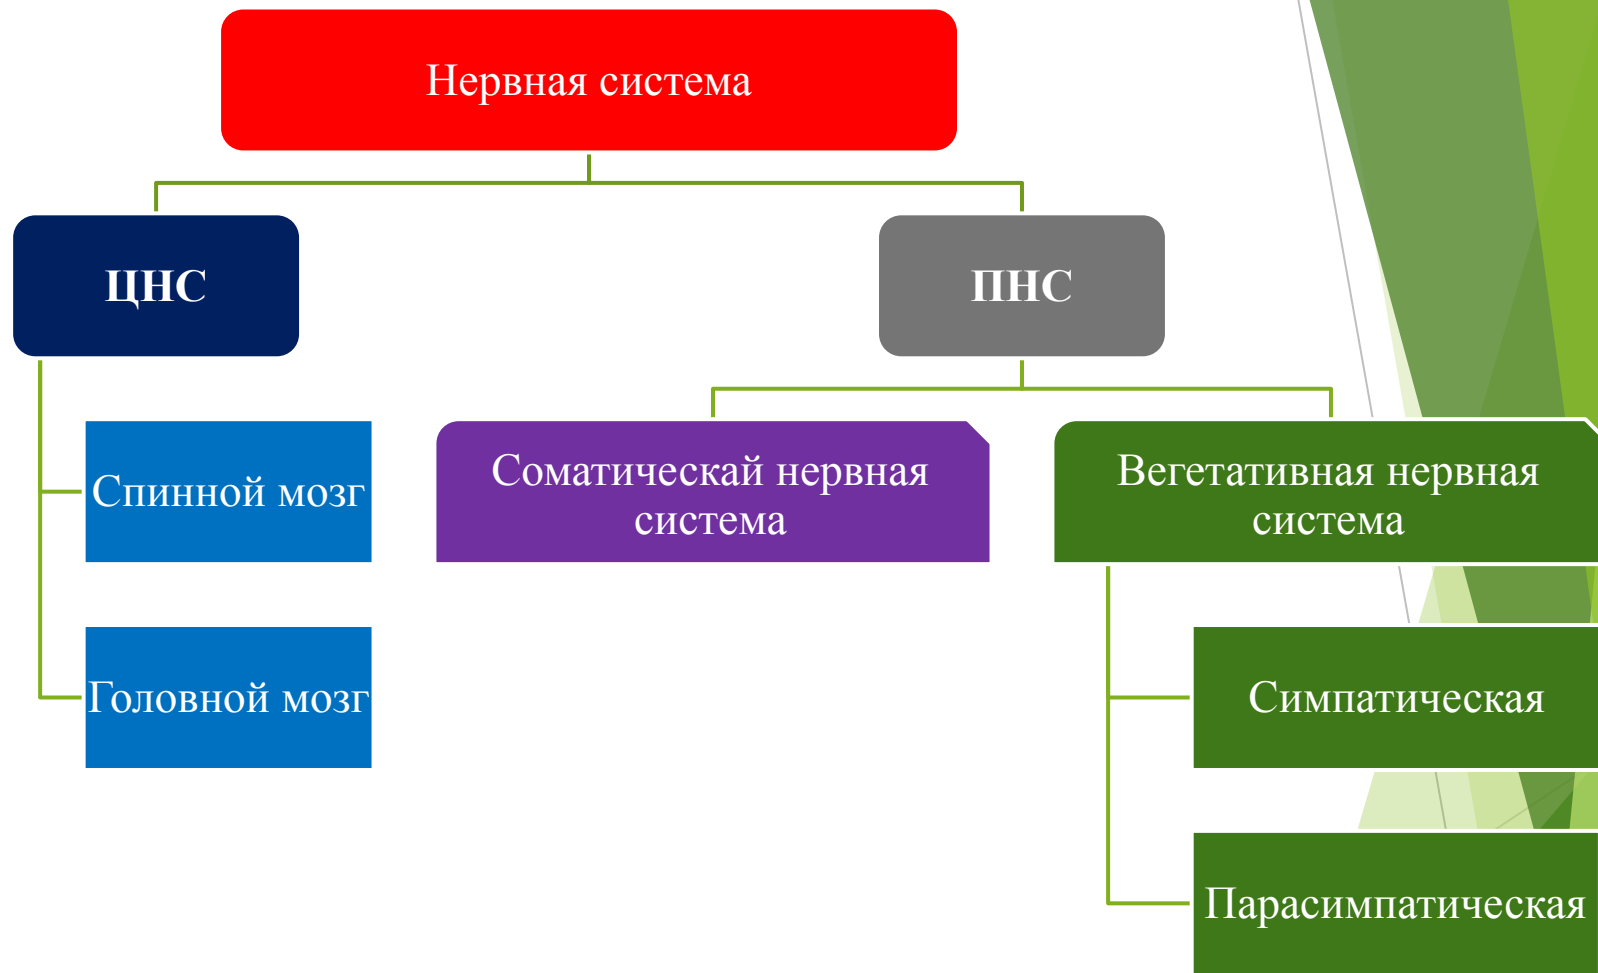 Нервная система
ЦНС
ПНС
Спинной мозг
Головной мозг
Соматическай нервная
система
Вегетативная нервная
система
Симпатическая
Парасимпатическая